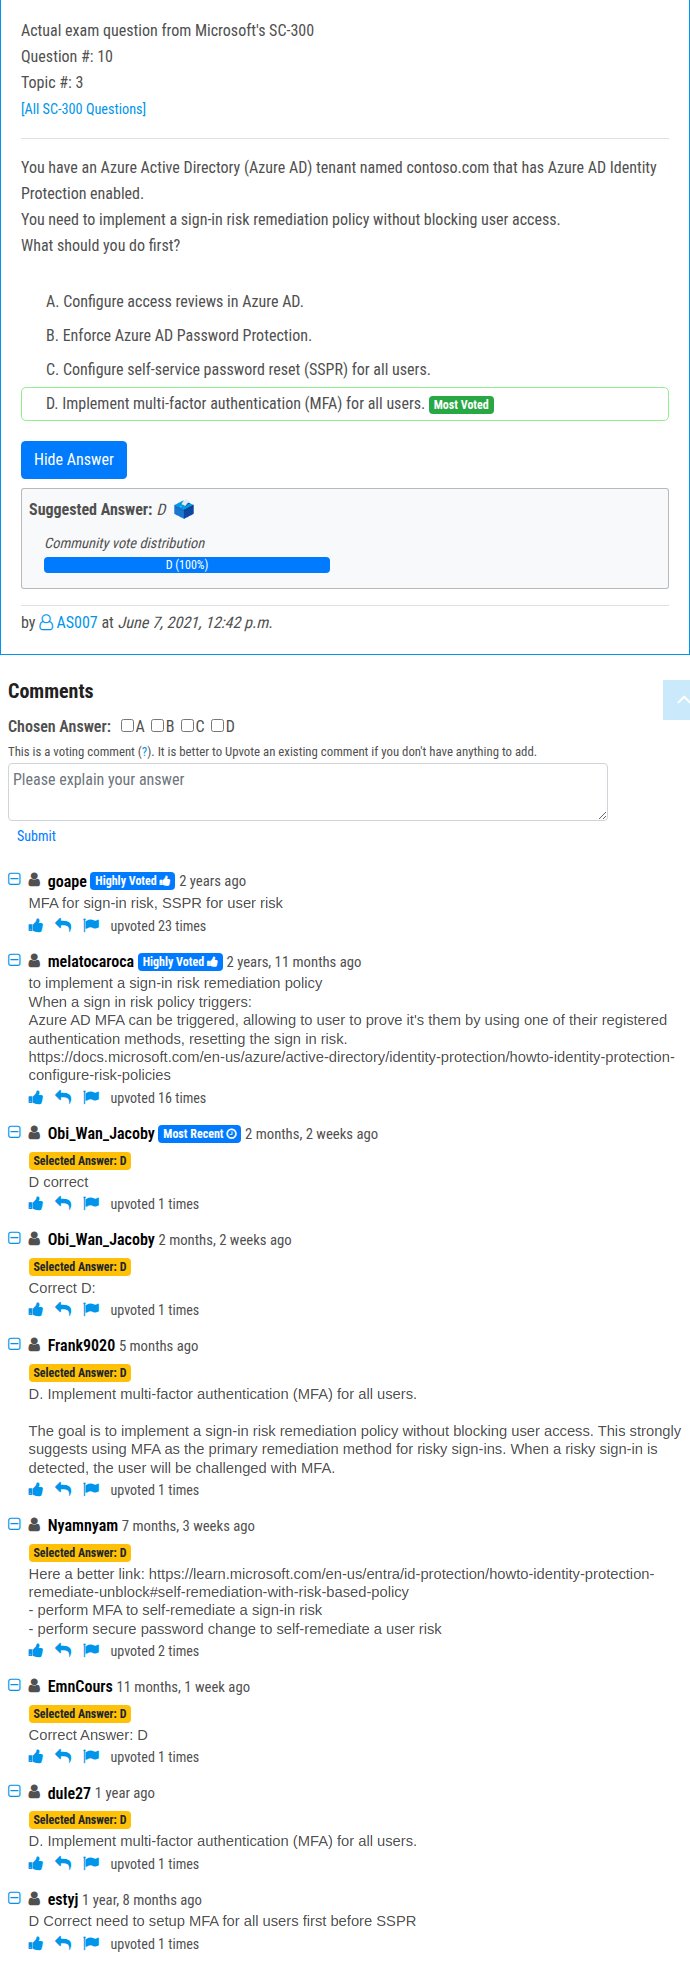 Actual exam question from Microsoft's SC-300
Question #: 10
Topic #: 3
[All SC-300 Questions]
You have an Azure Active Directory (Azure AD) tenant named contoso.com that has Azure AD Identity
Protection enabled.
You need to implement a sign-in risk remediation policy without blocking user access.
What should you do first?
A. Configure access reviews in Azure AD.
B. Enforce Azure AD Password Protection.
C. Configure self-service password reset (SSPR) for all users.
D. Implement multi-factor authentication (MFA) for all users. Most Voted
Hide Answer
Suggested Answer: D
Community vote distribution
D (100%)
by AS007 at June 7, 2021, 12:42 p.m.
Comments
Chosen Answer: A B C D
This is a voting comment (?). It is better to Upvote an existing comment if you don't have anything to add.
Please explain your answer
Submit
goape Highly Voted 2 years ago
MFA for sign-in risk, SSPR for user risk
upvoted 23 times
melatocaroca Highly Voted 2 years, 11 months ago
to implement a sign-in risk remediation policy
When a sign in risk policy triggers:
Azure AD MFA can be triggered, allowing to user to prove it's them by using one of their registered
authentication methods, resetting the sign in risk.
https://docs.microsoft.com/en-us/azure/active-directory/identity-protection/howto-identity-protection-
configure-risk-policies
upvoted 16 times
Obi_Wan_Jacoby Most Recent 2 months, 2 weeks ago
Selected Answer: D
D correct
upvoted 1 times
Obi_Wan_Jacoby 2 months, 2 weeks ago
Selected Answer: D
Correct D:
upvoted 1 times
Frank9020 5 months ago
Selected Answer: D
D. Implement multi-factor authentication (MFA) for all users.
The goal is to implement a sign-in risk remediation policy without blocking user access. This strongly
suggests using MFA as the primary remediation method for risky sign-ins. When a risky sign-in is
detected, the user will be challenged with MFA.
upvoted 1 times
Nyamnyam 7 months, 3 weeks ago
Selected Answer: D
Here a better link: https://learn.microsoft.com/en-us/entra/id-protection/howto-identity-protection-
remediate-unblock#self-remediation-with-risk-based-policy
- perform MFA to self-remediate a sign-in risk
- perform secure password change to self-remediate a user risk
upvoted 2 times
EmnCours 11 months, 1 week ago
Selected Answer: D
Correct Answer: D
upvoted 1 times
dule27 1 year ago
Selected Answer: D
D. Implement multi-factor authentication (MFA) for all users.
upvoted 1 times
estyj 1 year, 8 months ago
D Correct need to setup MFA for all users first before SSPR
upvoted 1 times